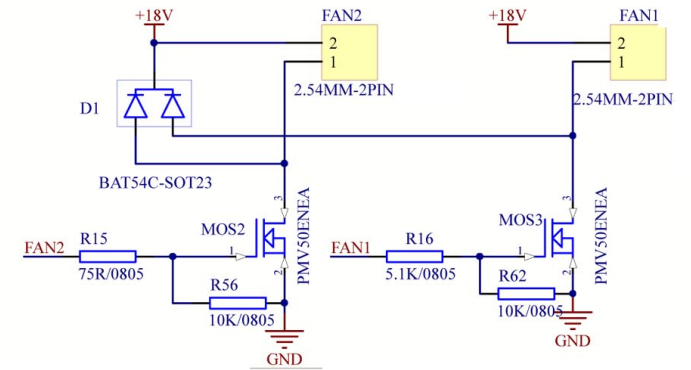 +18V
FAN2
2
1
2.54MM-2PIN
D1
BAT54C-SOT23
+18V
FAN1
2
1
2.54MM-2PIN
FAN2
R15
75R/0805
MOS2
1
3
2
PMV50ENEA
R56
10K/0805
GND
FAN1
R16
5.1K/0805
MOS3
1
3
2
PMV50ENEA
R62
10K/0805
GND